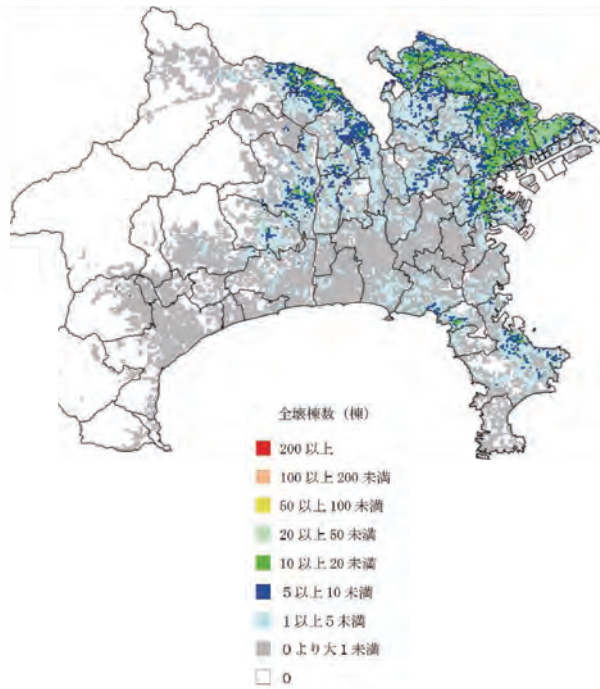 全壊棟数（棟）
200 以上
100 以上 200 未満
50 以上 100 未満
20 以上 50 未満
10 以上 20 未満
5 以上 10 未満
1 以上 5 未満
0 より大 1 未満
0